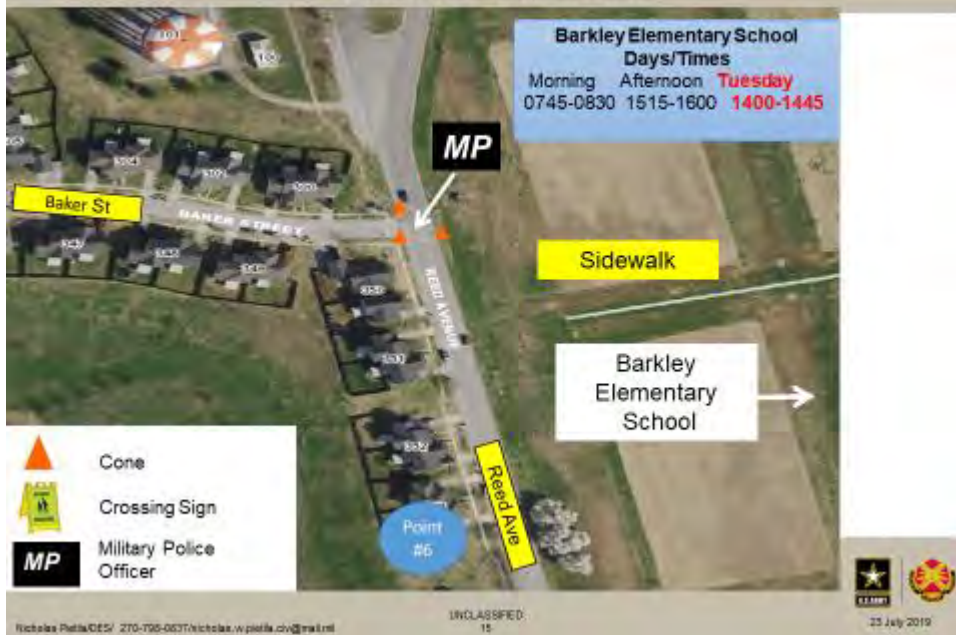 Barkley Elementary School
Days/Times
Morning Afternoon Tuesday
0745-0830 1515-1600 1400-1445
MP
Baker St
BAKER STREET
REED AVENUE
Sidewalk
Barkley
Elementary
School
352
Reed Ave
Point
#6
Cone
Crossing Sign
MP
Military Police
Officer
U.S.ARMY
UNCLASSIFIED
15
23 July 2019